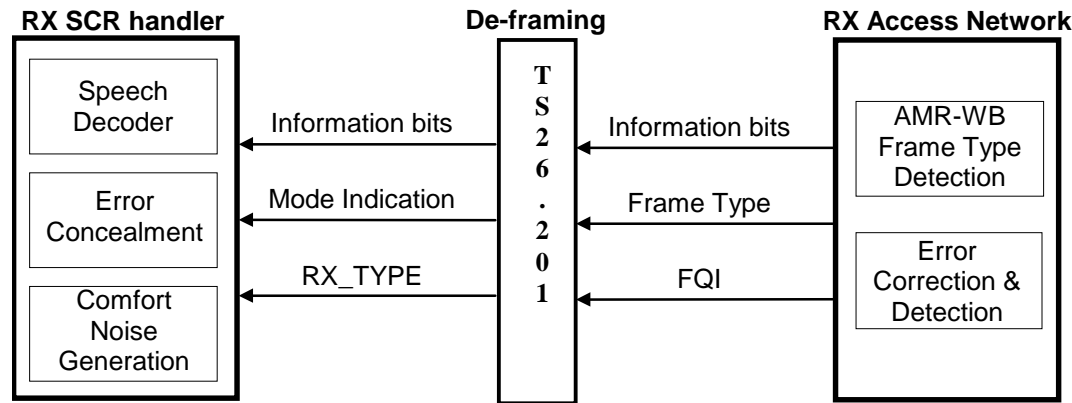 RX SCR handler
De-framing
RX Access Network
Speech
Decoder
Error
Concealment
Comfort
Noise
Generation
Information bits
Mode Indication
RX_TYPE
T
S
2
6
.
2
0
1
Information bits
Frame Type
FQI
AMR-WB
Frame Type
Detection
Error
Correction &
Detection